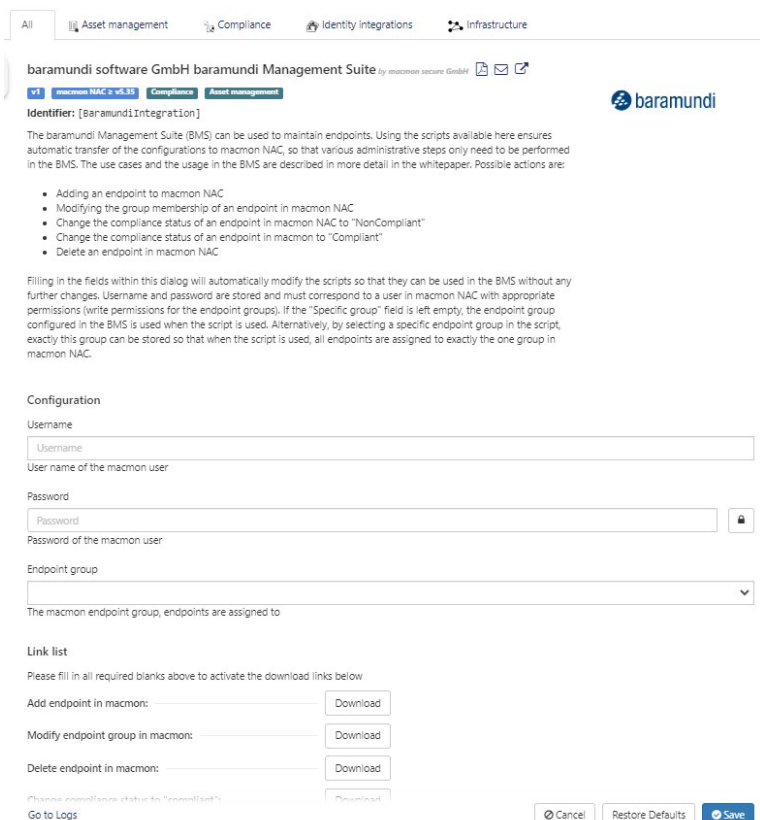 All
Asset management
Compliance
Identity integrations
Infrastructure
baramundi software GmbH baramundi Management Suite by macmon secure GmbH
v1 macmon NAC ≥ v5.35 Compliance Asset management
baramundi
Identifier: [BaramundiIntegration]
The baramundi Management Suite (BMS) can be used to maintain endpoints. Using the scripts available here ensures
automatic transfer of the configurations to macmon NAC, so that various administrative steps only need to be performed
in the BMS. The use cases and the usage in the BMS are described in more detail in the whitepaper. Possible actions are:
• Adding an endpoint to macmon NAC
• Modifying the group membership of an endpoint in macmon NAC
• Change the compliance status of an endpoint in macmon NAC to "NonCompliant"
• Change the compliance status of an endpoint in macmon to "Compliant"
• Delete an endpoint in macmon NAC
Filling in the fields within this dialog will automatically modify the scripts so that they can be used in the BMS without any
further changes. Username and password are stored and must correspond to a user in macmon NAC with appropriate
permissions (write permissions for the endpoint groups). If the "Specific group" field is left empty, the endpoint group
configured in the BMS is used when the script is used. Alternatively, by selecting a specific endpoint group in the script,
exactly this group can be stored so that when the script is used, all endpoints are assigned to exactly the one group in
macmon NAC.
Configuration
Username
Username
User name of the macmon user
Password
Password
Password of the macmon user
Endpoint group
The macmon endpoint group, endpoints are assigned to
Link list
Please fill in all required blanks above to activate the download links below
Add endpoint in macmon: Download
Modify endpoint group in macmon: Download
Delete endpoint in macmon: Download
Change compliance status to "compliant": Download
Go to Logs
Cancel
Restore Defaults
Save